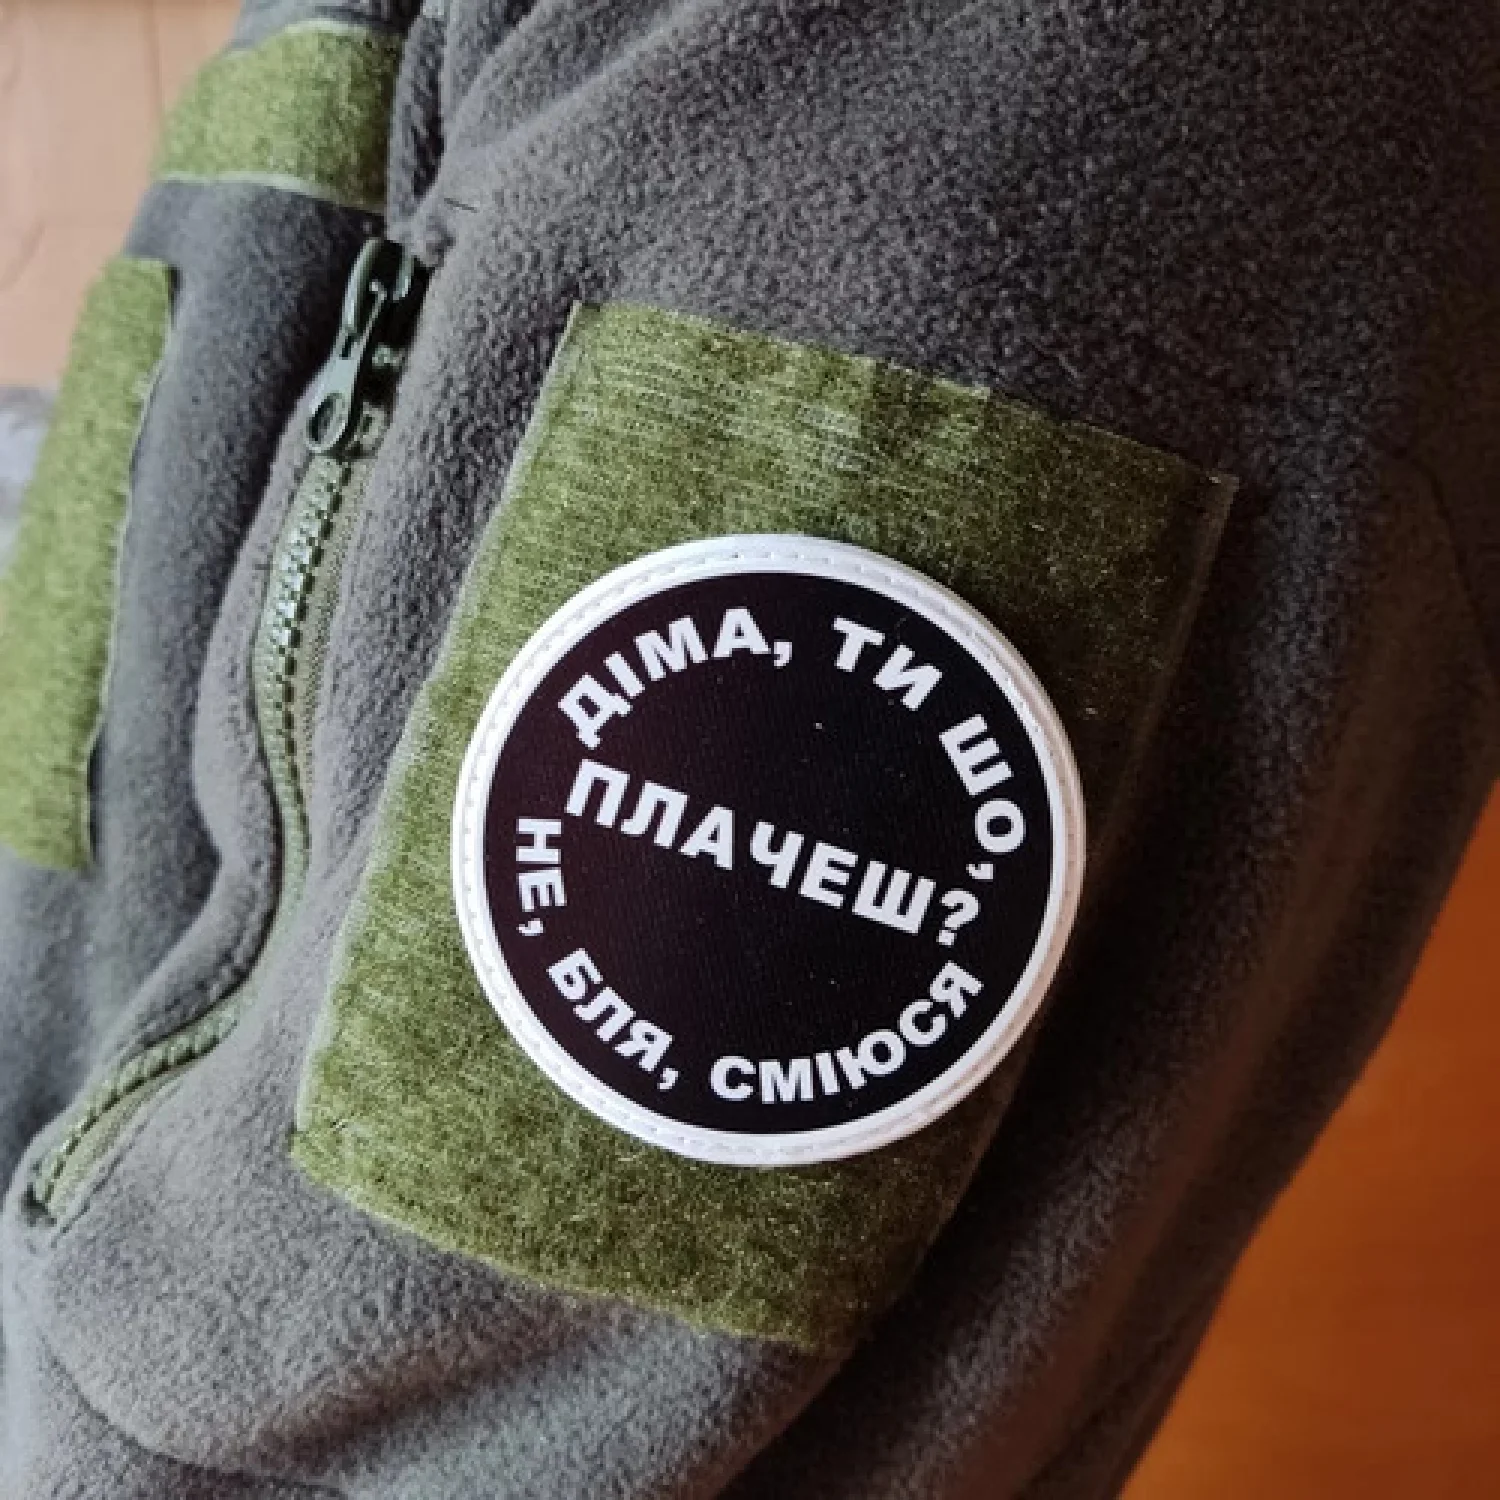 ДІМА, ТИ ШО,
ПЛАЧЕШ?
НЕ, БЛЯ, СМІЮСЯ